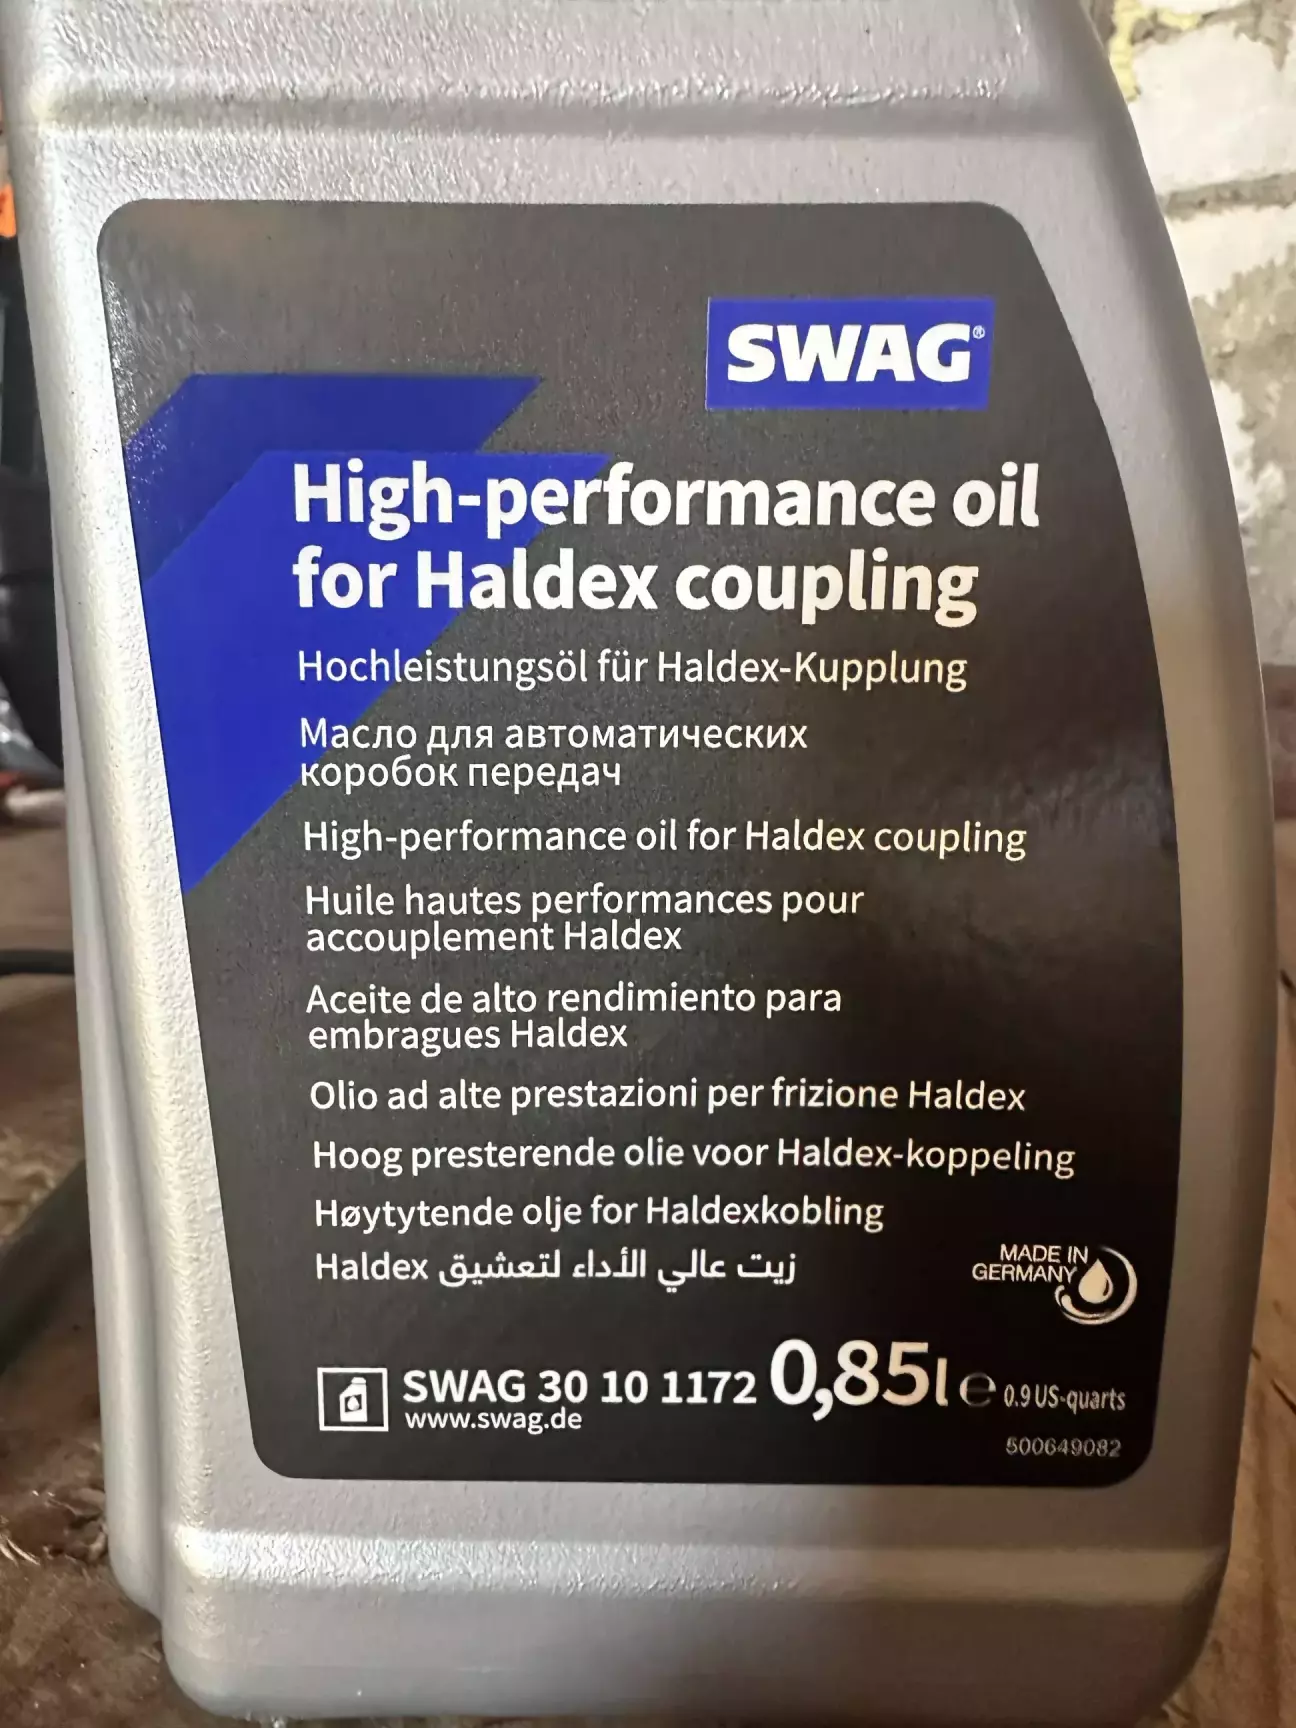 SWAG®
High-performance oil
for Haldex coupling
Hochleistungsöl für Haldex-Kupplung
Масло для автоматических
коробок передач
High-performance oil for Haldex coupling
Huile hautes performances pour
accouplement Haldex
Aceite de alto rendimiento para
embragues Haldex
Olio ad alte prestazioni per frizione Haldex
Hoog presterende olie voor Haldex-koppeling
Høytytende olje for Haldexkobling
زيت عالي الأداء لتعشيق Haldex
MADE IN
GERMANY
SWAG 30 10 1172 0,85l ℮ 0.9 US-quarts
www.swag.de
500649082